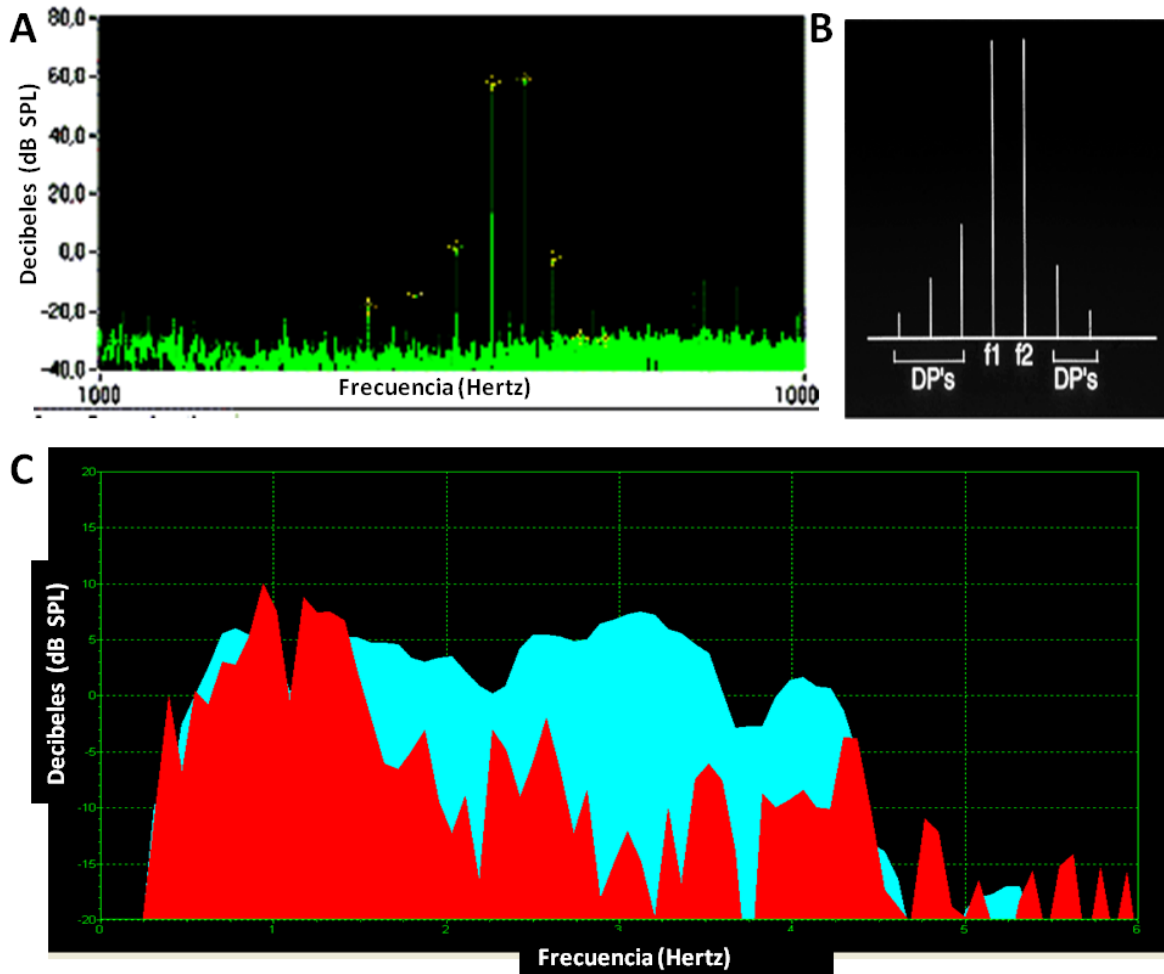 A
Decibeles (dB SPL)
80,0
60,0
40,0
20,0
0,0
-20,0
-40,0
1000
1000
Frecuencia (Hertz)
B
f1 f2
DP's
DP's
C
Decibeles (dB SPL)
20
15
10
5
0
-5
-10
-15
-20
0 1 2 3 4 5 6
Frecuencia (Hertz)